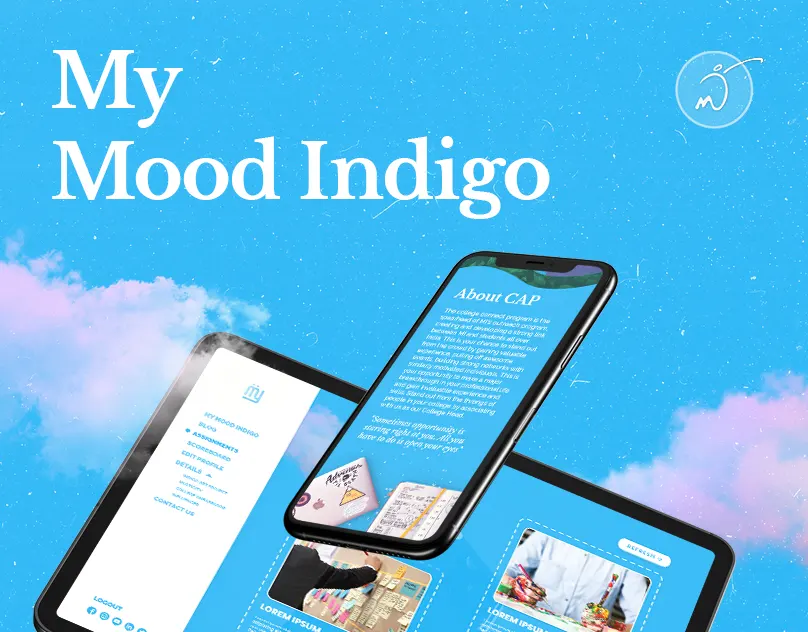 My
Mood Indigo
About CAP
The college connect program is the
spearhead of MI's outreach program,
creating and developing a strong link
between MI and students all over
India. This is your chance to stand out
from the crowd by gaining valuable
experience, pulling off awesome
events, building strong networks with
similarly motivated individuals. This is
your opportunity to make a major
breakthrough in your professional life
and gain invaluable experience and
skills. Stand out from the throngs of
people in your college by associating
with us as our College Head
"Sometimes opportunity is
staring right at you. All you
have to do is open your eyes"
MY MOOD INDIGO
BLOG
ASSIGNMENTS
SCOREBOARD
EDIT PROFILE
DETAILS
CONTACT US
LOGOUT
REFRESH
LOREM IPSUM
LOREM IPSUM